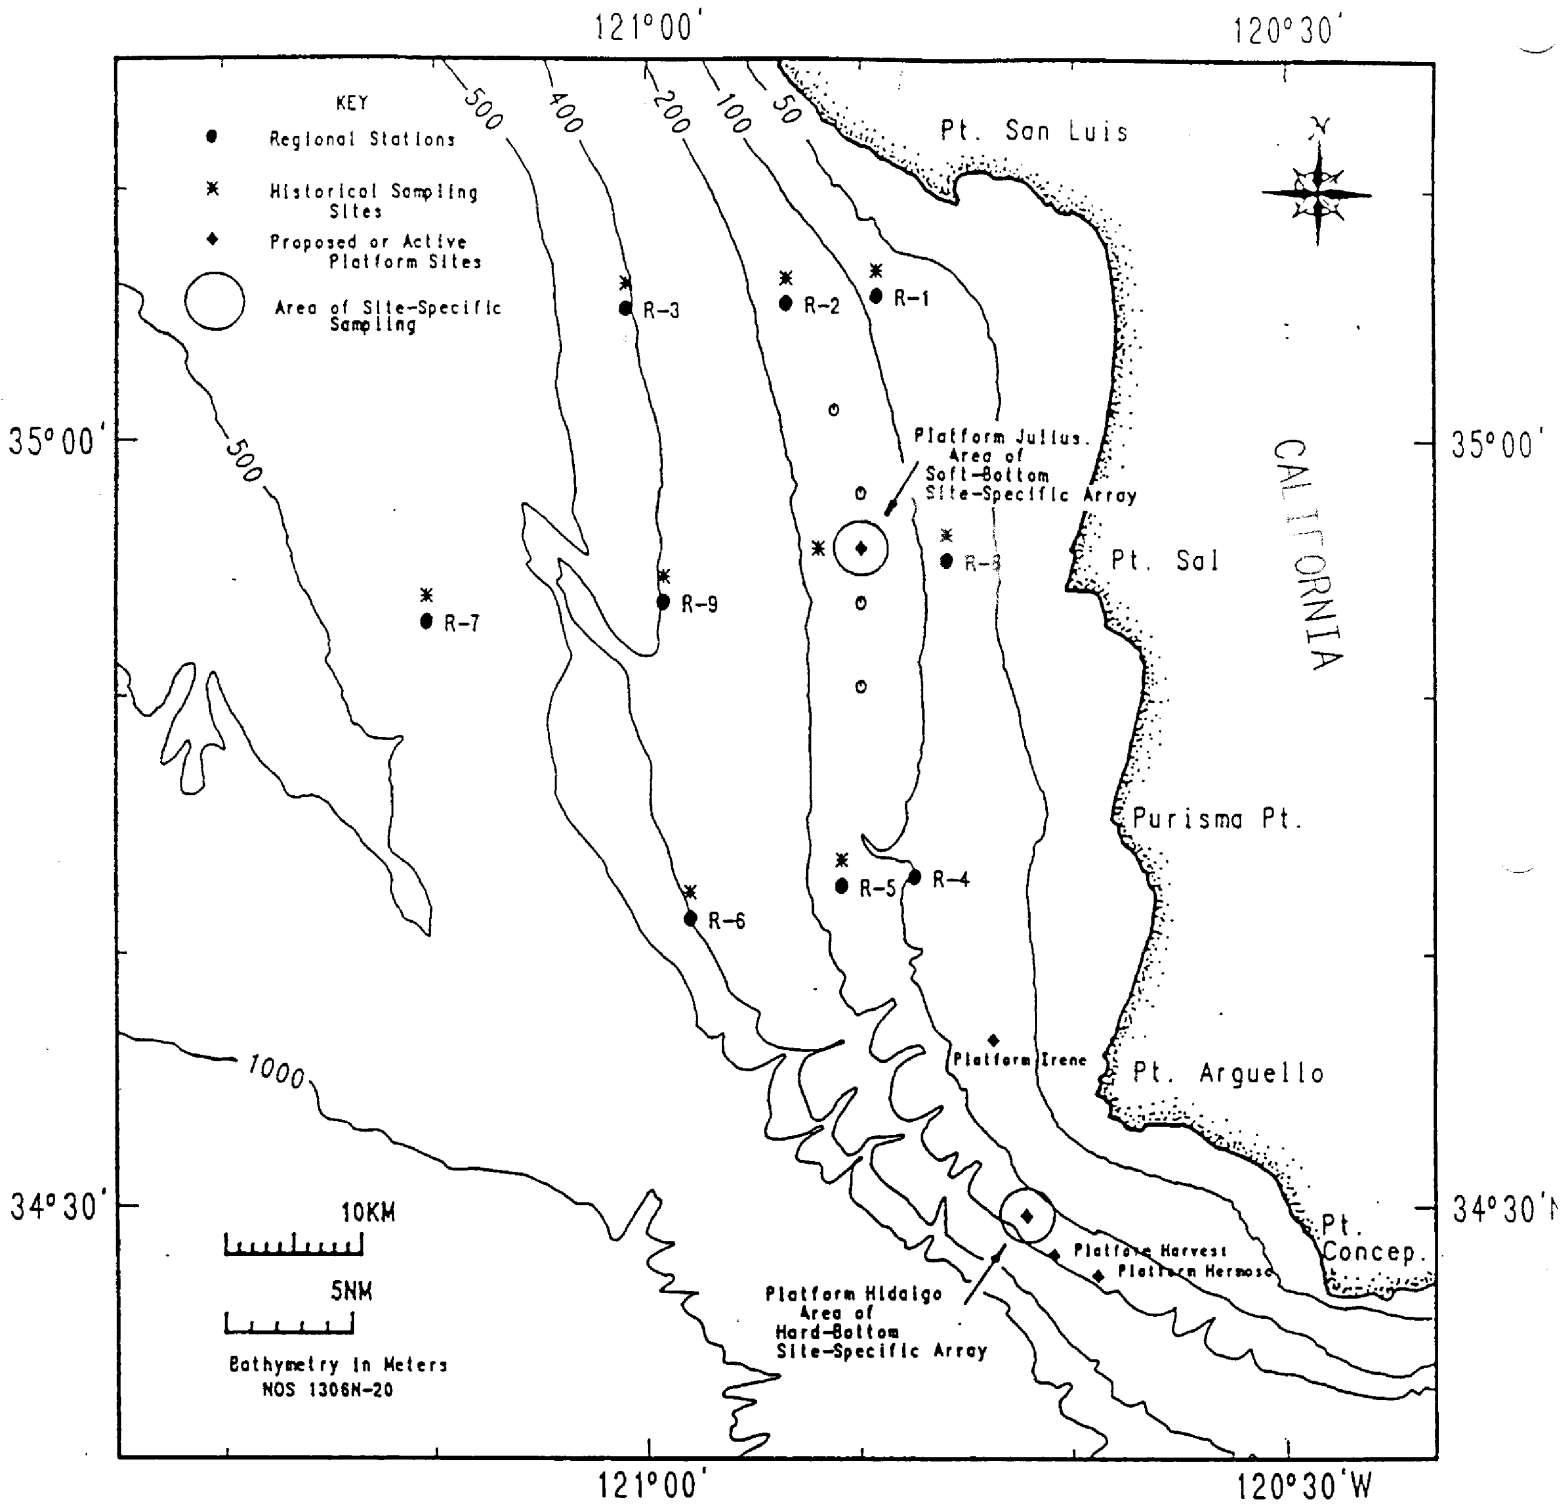 121°00'
120°30'
500
400
200
100
50
KEY
Regional Stations
Historical Sampling
Sites
Proposed or Active
Platform Sites
Area of Site-Specific
Sampling
Pt. San Luis
N
R-3
R-2
R-1
35°00'
35°00'
500
Platform Julius.
Area of
Soft-Bottom
Site-Specific Array
CALIFORNIA
R-8
Pt. Sal
R-7
R-9
Purisma Pt.
R-5
R-4
R-6
Platform Irene
Pt. Arguello
1000
34°30'
34°30'N
10KM
5NM
Pt.
Concep.
Platform Harvest
Platform Hermosa
Platform Hidalgo
Area of
Hard-Bottom
Site-Specific Array
Bathymetry in Meters
NOS 1306N-20
121°00'
120°30'W